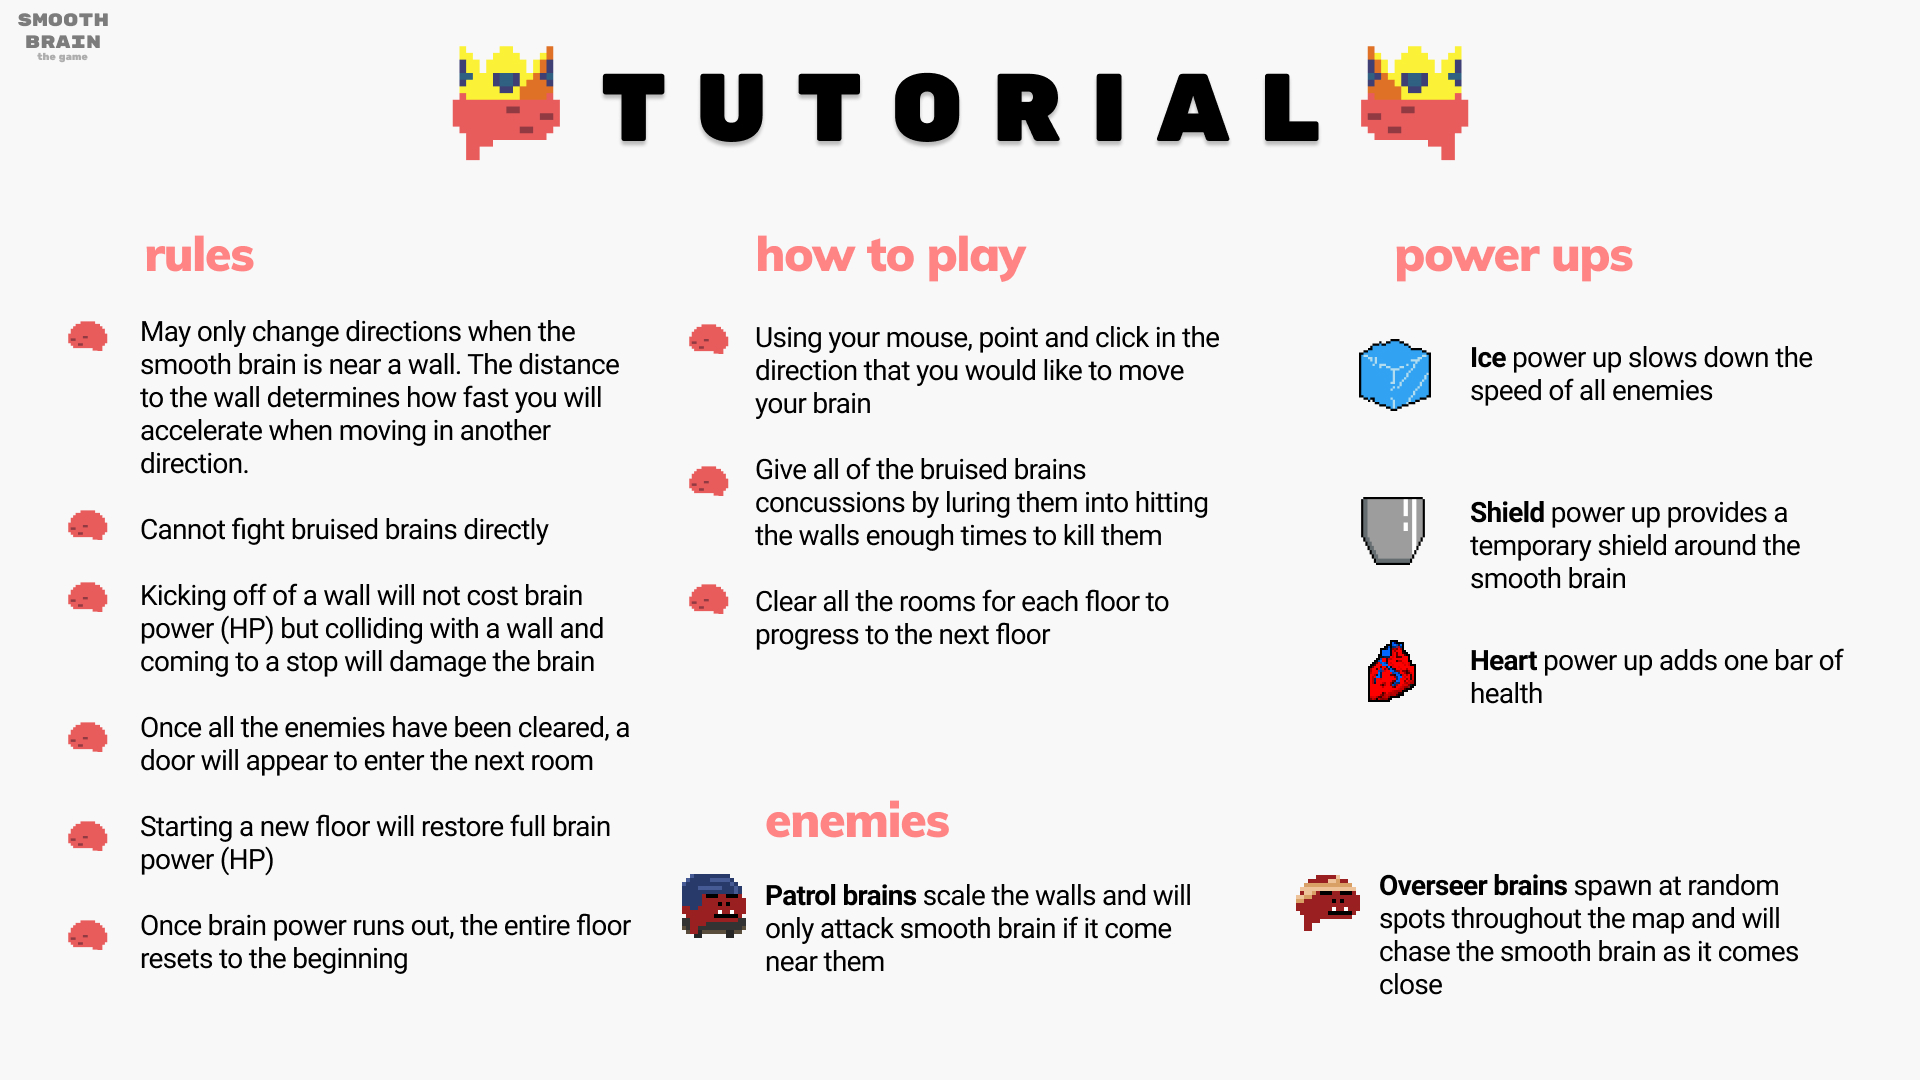 SMOOTH
BRAIN
the game
TUTORIAL
rules
May only change directions when the
smooth brain is near a wall. The distance
to the wall determines how fast you will
accelerate when moving in another
direction.
Cannot fight bruised brains directly
Kicking off of a wall will not cost brain
power (HP) but colliding with a wall and
coming to a stop will damage the brain
Once all the enemies have been cleared, a
door will appear to enter the next room
Starting a new floor will restore full brain
power (HP)
Once brain power runs out, the entire floor
resets to the beginning
how to play
Using your mouse, point and click in the
direction that you would like to move
your brain
Give all of the bruised brains
concussions by luring them into hitting
the walls enough times to kill them
Clear all the rooms for each floor to
progress to the next floor
power ups
Ice power up slows down the
speed of all enemies
Shield power up provides a
temporary shield around the
smooth brain
Heart power up adds one bar of
health
enemies
Patrol brains scale the walls and will
only attack smooth brain if it come
near them
Overseer brains spawn at random
spots throughout the map and will
chase the smooth brain as it comes
close